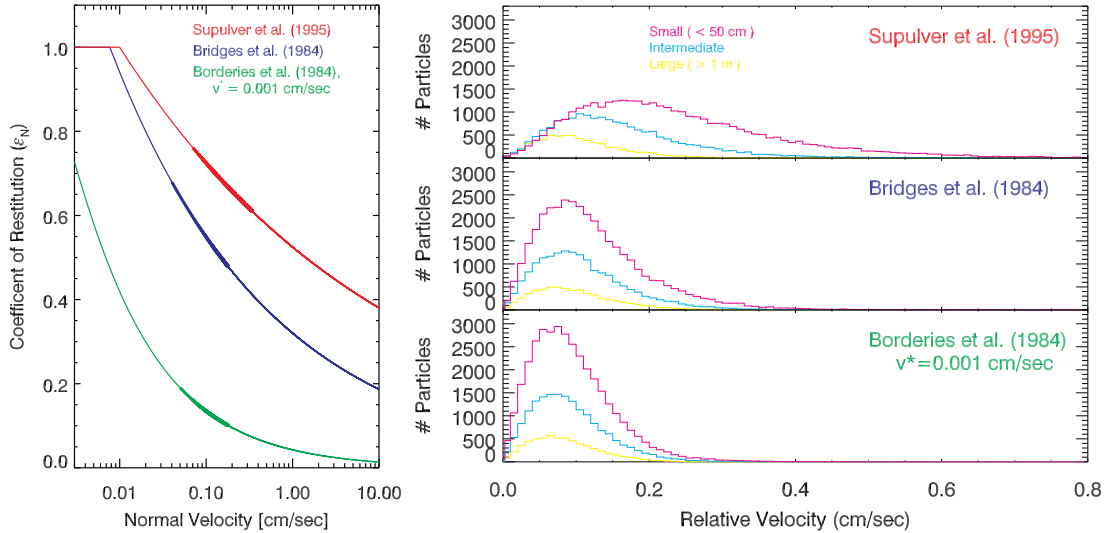 Supulver et al. (1995)
Bridges et al. (1984)
Borderies et al. (1984),
v* = 0.001 cm/sec
Coefficent of Restitution (εN)
1.0
0.8
0.6
0.4
0.2
0.0
0.01
0.10
1.00
10.00
Normal Velocity [cm/sec]
# Particles
3000
2500
2000
1500
1000
500
0
Small ( < 50 cm )
Intermediate
Large ( > 1 m )
Supulver et al. (1995)
# Particles
3000
2500
2000
1500
1000
500
0
Bridges et al. (1984)
# Particles
3000
2500
2000
1500
1000
500
0
Borderies et al. (1984)
v*=0.001 cm/sec
0.0
0.2
0.4
0.6
0.8
Relative Velocity (cm/sec)